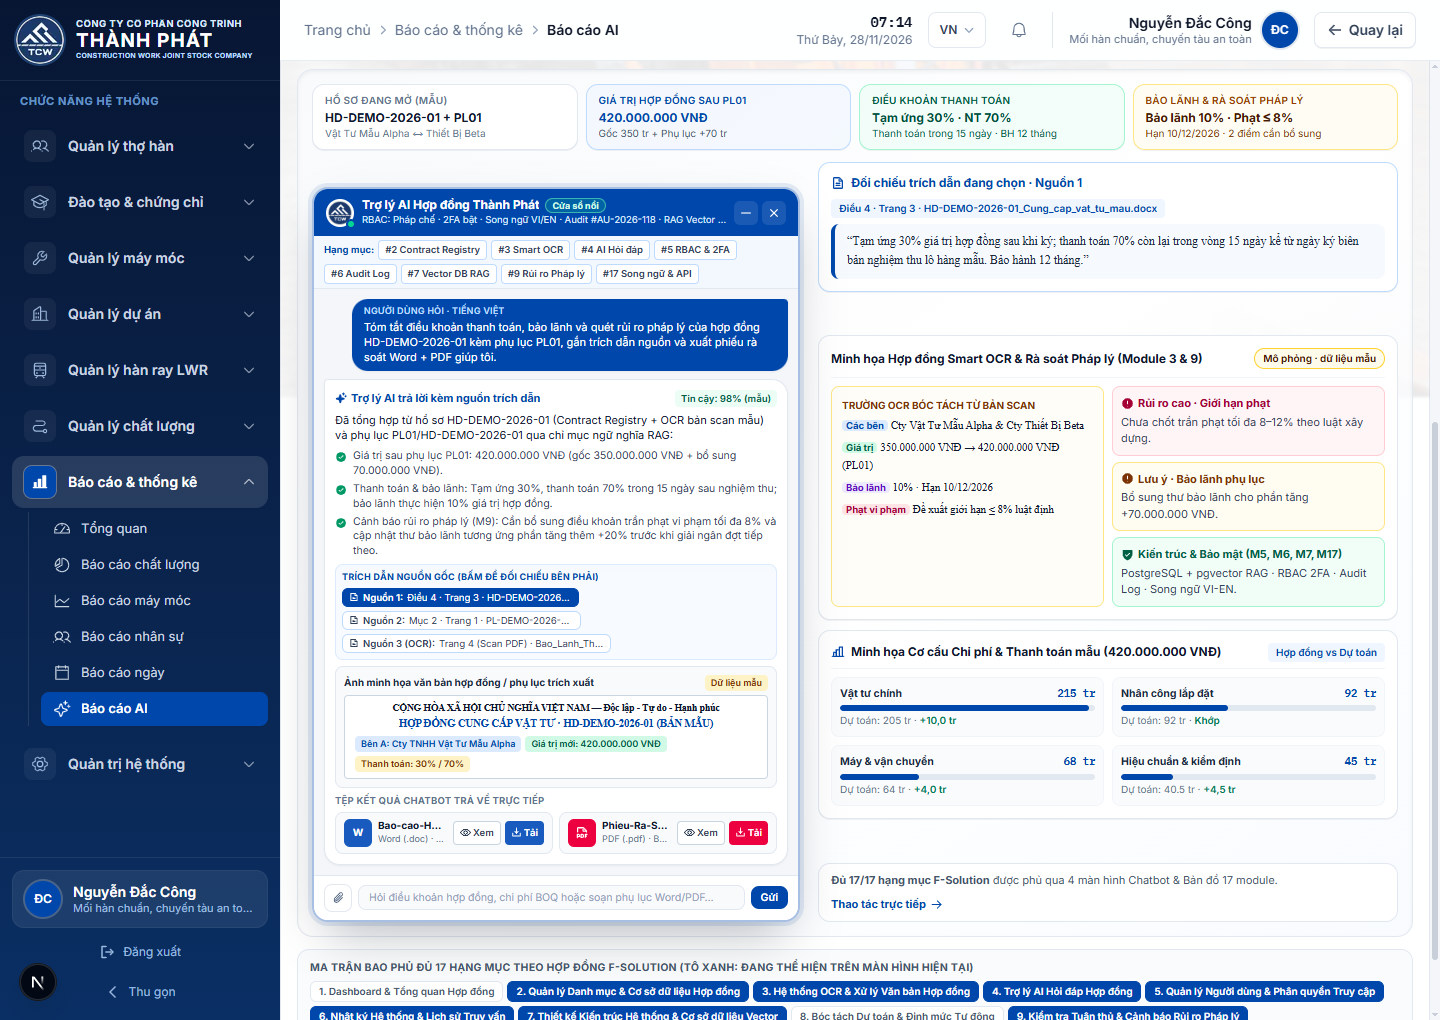 CÔNG TY CỔ PHẦN CÔNG TRÌNH
THÀNH PHÁT
CONSTRUCTION WORK JOINT STOCK COMPANY
TCW
CHỨC NĂNG HỆ THỐNG
Quản lý thợ hàn
Đào tạo & chứng chỉ
Quản lý máy móc
Quản lý dự án
Quản lý hàn ray LWR
Quản lý chất lượng
Báo cáo & thống kê
Tổng quan
Báo cáo chất lượng
Báo cáo máy móc
Báo cáo nhân sự
Báo cáo ngày
Báo cáo AI
Quản trị hệ thống
ĐC
Nguyễn Đắc Công
Mối hàn chuẩn, chuyến tàu an to...
Đăng xuất
N
Thu gọn
Trang chủ > Báo cáo & thống kê > Báo cáo AI
07:14
Thứ Bảy, 28/11/2026
VN
Nguyễn Đắc Công
Mối hàn chuẩn, chuyến tàu an toàn
ĐC
← Quay lại
HỒ SƠ ĐANG MỞ (MẪU)
HD-DEMO-2026-01 + PL01
Vật Tư Mẫu Alpha ↔ Thiết Bị Beta
GIÁ TRỊ HỢP ĐỒNG SAU PL01
420.000.000 VNĐ
Gốc 350 tr + Phụ lục +70 tr
ĐIỀU KHOẢN THANH TOÁN
Tạm ứng 30% · NT 70%
Thanh toán trong 15 ngày · BH 12 tháng
BẢO LÃNH & RÀ SOÁT PHÁP LÝ
Bảo lãnh 10% · Phạt ≤ 8%
Hạn 10/12/2026 · 2 điểm cần bổ sung
TCW
Trợ lý AI Hợp đồng Thành Phát
Cửa sổ nổi
RBAC: Pháp chế · 2FA bật · Song ngữ VI/EN · Audit #AU-2026-118 · RAG Vector ...
Hạng mục: #2 Contract Registry #3 Smart OCR #4 AI Hỏi đáp #5 RBAC & 2FA
#6 Audit Log #7 Vector DB RAG #9 Rủi ro Pháp lý #17 Song ngữ & API
NGƯỜI DÙNG HỎI · TIẾNG VIỆT
Tóm tắt điều khoản thanh toán, bảo lãnh và quét rủi ro pháp lý của hợp đồng
HD-DEMO-2026-01 kèm phụ lục PL01, gắn trích dẫn nguồn và xuất phiếu rà
soát Word + PDF giúp tôi.
Trợ lý AI trả lời kèm nguồn trích dẫn
Tin cậy: 98% (mẫu)
Đã tổng hợp từ hồ sơ HD-DEMO-2026-01 (Contract Registry + OCR bản scan mẫu)
và phụ lục PL01/HD-DEMO-2026-01 qua chỉ mục ngữ nghĩa RAG:
Giá trị sau phụ lục PL01: 420.000.000 VNĐ (gốc 350.000.000 VNĐ + bổ sung
70.000.000 VNĐ).
Thanh toán & bảo lãnh: Tạm ứng 30%, thanh toán 70% trong 15 ngày sau nghiệm thu;
bảo lãnh thực hiện 10% giá trị hợp đồng.
Cảnh báo rủi ro pháp lý (M9): Cần bổ sung điều khoản trần phạt vi phạm tối đa 8% và
cập nhật thư bảo lãnh tương ứng phần tăng thêm +20% trước khi giải ngân đợt tiếp
theo.
TRÍCH DẪN NGUỒN GỐC (BẤM ĐỂ ĐỐI CHIẾU BÊN PHẢI)
Nguồn 1: Điều 4 · Trang 3 · HD-DEMO-2026...
Nguồn 2: Mục 2 · Trang 1 · PL-DEMO-2026-...
Nguồn 3 (OCR): Trang 4 (Scan PDF) · Bao_Lanh_Th...
Ảnh minh họa văn bản hợp đồng / phụ lục trích xuất
Dữ liệu mẫu
CỘNG HÒA XÃ HỘI CHỦ NGHĨA VIỆT NAM — Độc lập - Tự do - Hạnh phúc
HỢP ĐỒNG CUNG CẤP VẬT TƯ · HD-DEMO-2026-01 (BẢN MẪU)
Bên A: Cty TNHH Vật Tư Mẫu Alpha Giá trị mới: 420.000.000 VNĐ
Thanh toán: 30% / 70%
TỆP KẾT QUẢ CHATBOT TRẢ VỀ TRỰC TIẾP
W
Bao-cao-H...
Word (.doc) · ...
Xem
Tải
PDF
Phieu-Ra-S...
PDF (.pdf) · B...
Xem
Tải
Hỏi điều khoản hợp đồng, chi phí BOQ hoặc soạn phụ lục Word/PDF...
Gửi
Đối chiếu trích dẫn đang chọn · Nguồn 1
Điều 4 · Trang 3 · HD-DEMO-2026-01_Cung_cap_vat_tu_mau.docx
“Tạm ứng 30% giá trị hợp đồng sau khi ký; thanh toán 70% còn lại trong vòng 15 ngày kể từ ngày ký biên
bản nghiệm thu lô hàng mẫu. Bảo hành 12 tháng.”
Minh họa Hợp đồng Smart OCR & Rà soát Pháp lý (Module 3 & 9)
Mô phỏng · dữ liệu mẫu
TRƯỜNG OCR BÓC TÁCH TỪ BẢN SCAN
Các bên Cty Vật Tư Mẫu Alpha & Cty Thiết Bị Beta
Giá trị 350.000.000 VNĐ → 420.000.000 VNĐ
(PL01)
Bảo lãnh 10% · Hạn 10/12/2026
Phạt vi phạm Đề xuất giới hạn ≤ 8% luật định
Rủi ro cao · Giới hạn phạt
Chưa chốt trần phạt tối đa 8–12% theo luật xây
dựng.
Lưu ý · Bảo lãnh phụ lục
Bổ sung thư bảo lãnh cho phần tăng
+70.000.000 VNĐ.
Kiến trúc & Bảo mật (M5, M6, M7, M17)
PostgreSQL + pgvector RAG · RBAC 2FA · Audit
Log · Song ngữ VI-EN.
Minh họa Cơ cấu Chi phí & Thanh toán mẫu (420.000.000 VNĐ)
Hợp đồng vs Dự toán
Vật tư chính 215 tr
Dự toán: 205 tr · +10,0 tr
Nhân công lắp đặt 92 tr
Dự toán: 92 tr · Khớp
Máy & vận chuyển 68 tr
Dự toán: 64 tr · +4,0 tr
Hiệu chuẩn & kiểm định 45 tr
Dự toán: 40.5 tr · +4,5 tr
Đủ 17/17 hạng mục F-Solution được phủ qua 4 màn hình Chatbot & Bản đồ 17 module.
Thao tác trực tiếp →
MA TRẬN BAO PHỦ ĐỦ 17 HẠNG MỤC THEO HỢP ĐỒNG F-SOLUTION (TÔ XANH: ĐANG THỂ HIỆN TRÊN MÀN HÌNH HIỆN TẠI)
1. Dashboard & Tổng quan Hợp đồng 2. Quản lý Danh mục & Cơ sở dữ liệu Hợp đồng 3. Hệ thống OCR & Xử lý Văn bản Hợp đồng 4. Trợ lý AI Hỏi đáp Hợp đồng 5. Quản lý Người dùng & Phân quyền Truy cập
6. Nhật ký Hệ thống & Lịch sử Truy vấn 7. Thiết kế Kiến trúc Hệ thống & Cơ sở dữ liệu Vector 8. Bóc tách Dự toán & Định mức Tự động 9. Kiểm tra Tuân thủ & Cảnh báo Rủi ro Pháp lý